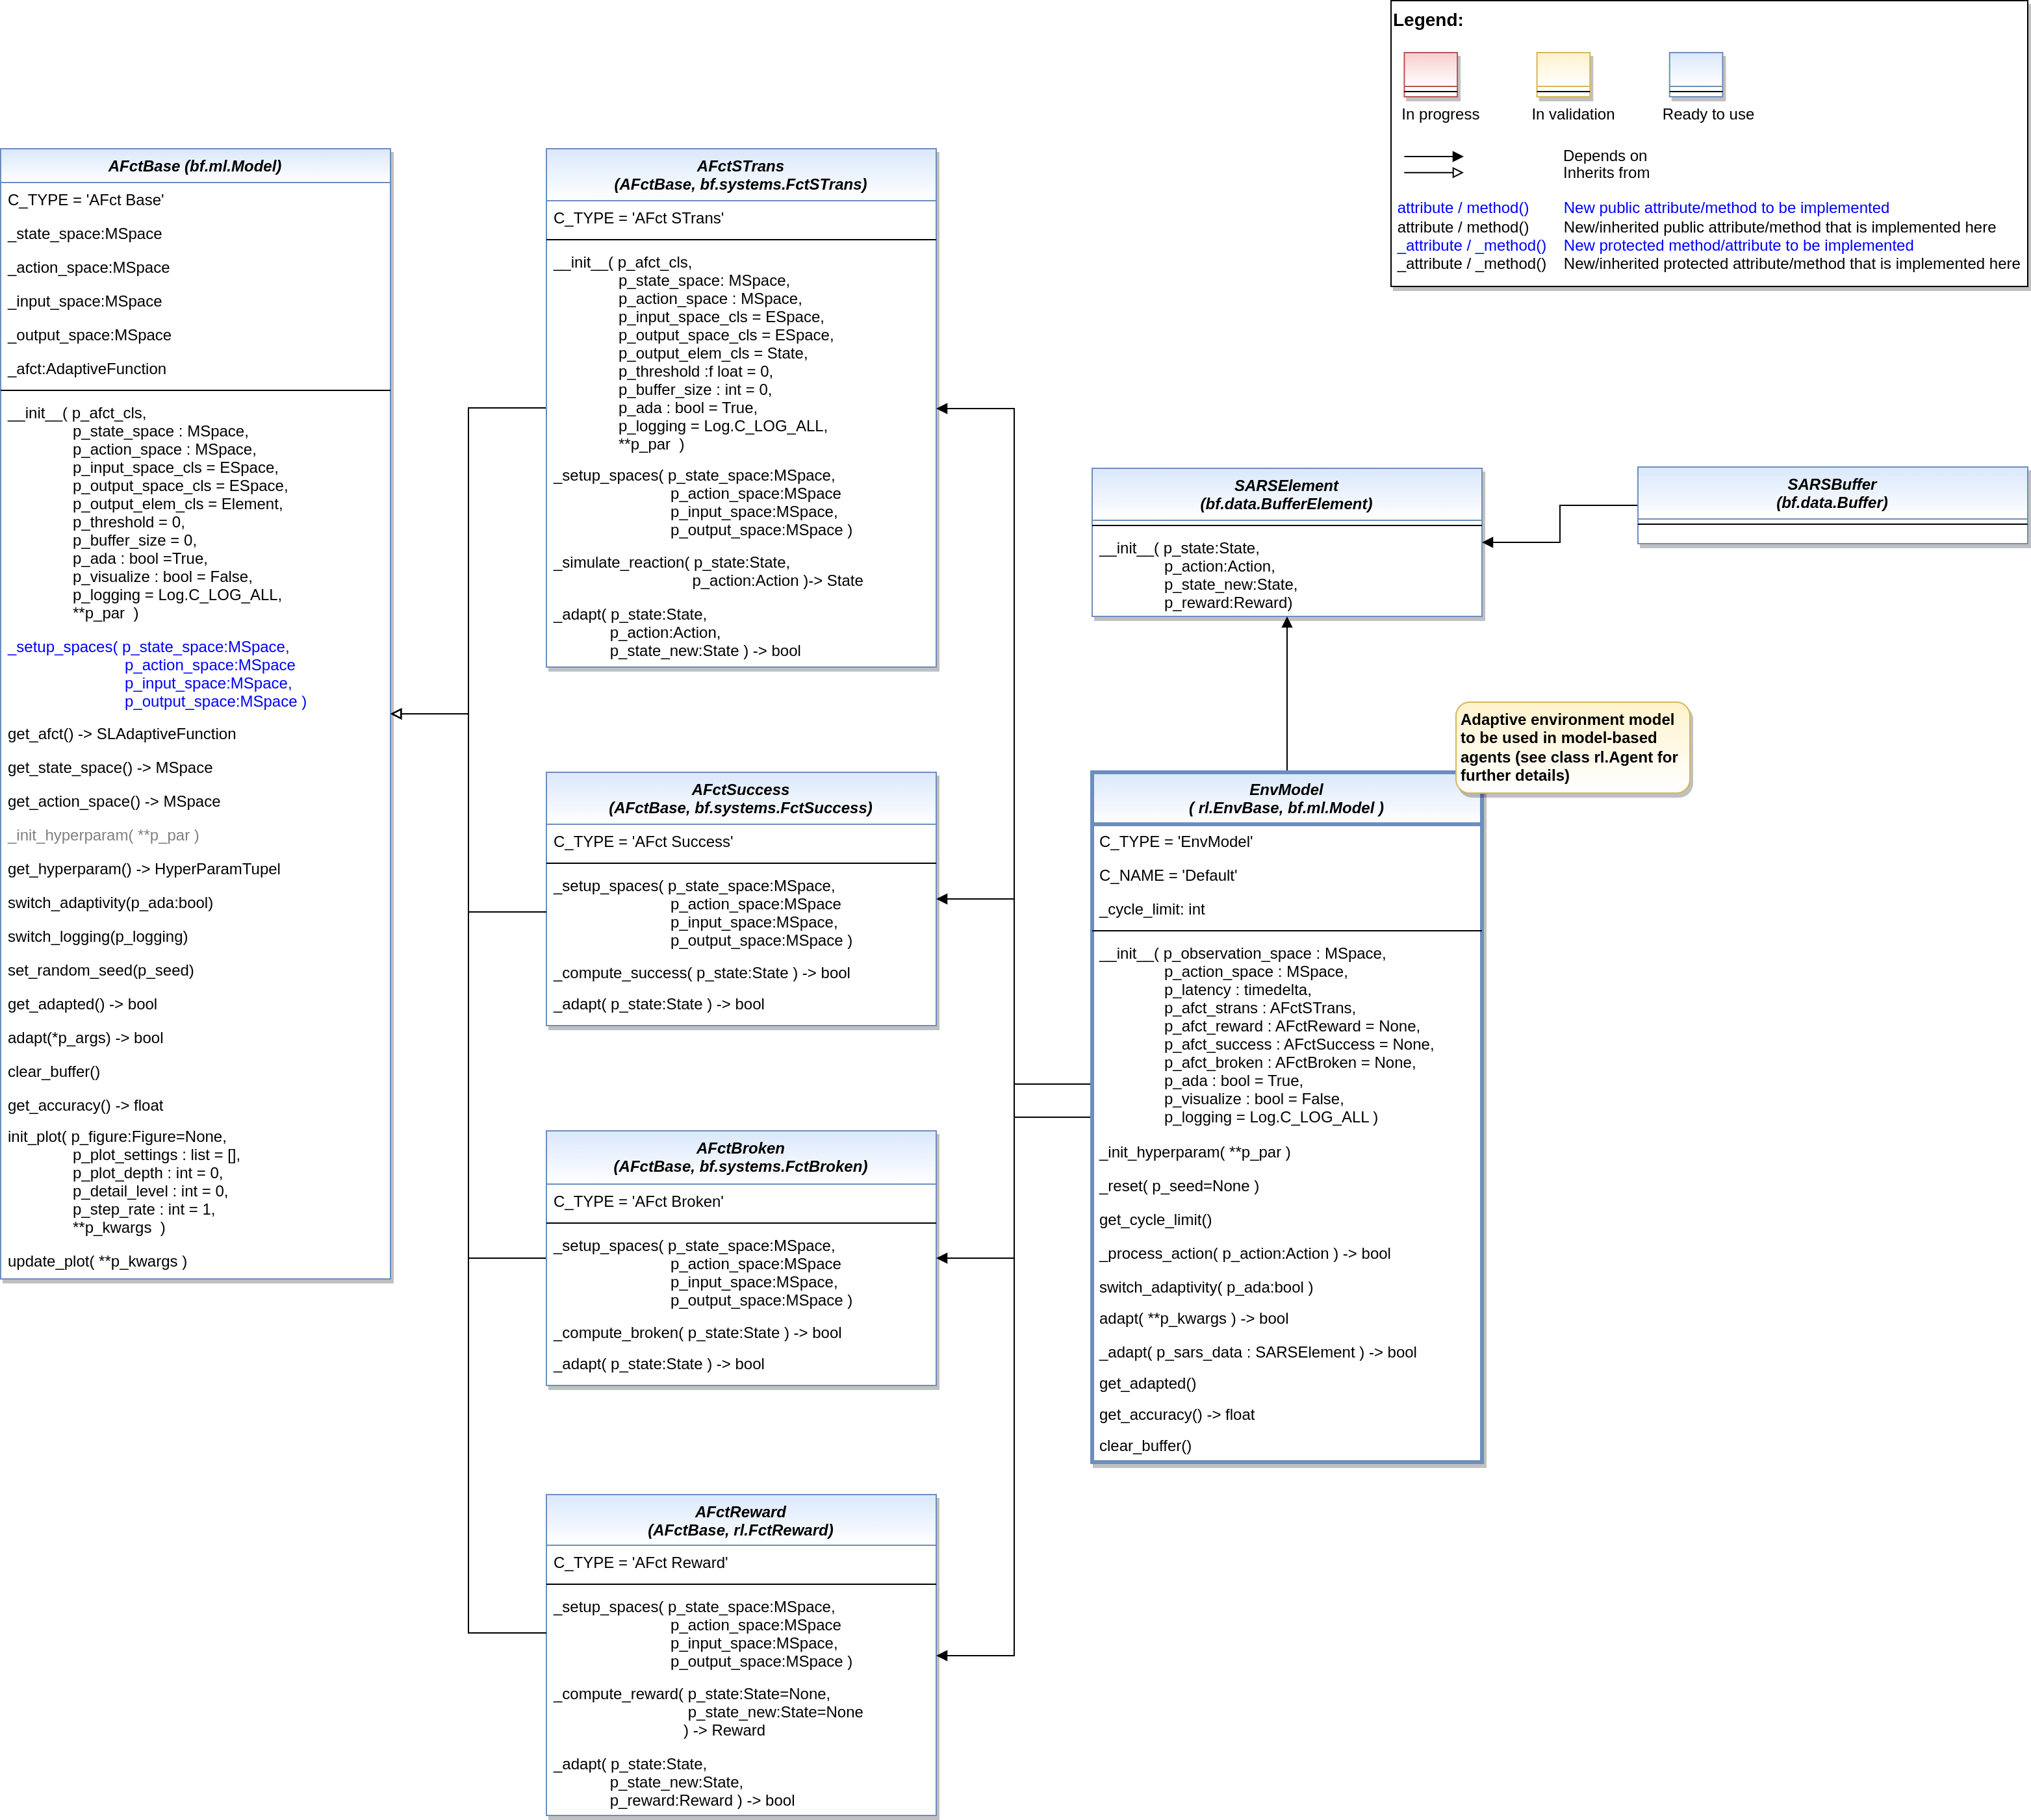 Legend:
In progress
In validation
Ready to use
Depends on
Inherits from
attribute / method() New public attribute/method to be implemented
attribute / method() New/inherited public attribute/method that is implemented here
_attribute / _method() New protected method/attribute to be implemented
_attribute / _method() New/inherited protected attribute/method that is implemented here
AFctBase (bf.ml.Model)
C_TYPE = 'AFct Base'
_state_space:MSpace
_action_space:MSpace
_input_space:MSpace
_output_space:MSpace
_afct:AdaptiveFunction
__init__( p_afct_cls,
p_state_space : MSpace,
p_action_space : MSpace,
p_input_space_cls = ESpace,
p_output_space_cls = ESpace,
p_output_elem_cls = Element,
p_threshold = 0,
p_buffer_size = 0,
p_ada : bool =True,
p_visualize : bool = False,
p_logging = Log.C_LOG_ALL,
**p_par  )
_setup_spaces( p_state_space:MSpace,
p_action_space:MSpace
p_input_space:MSpace,
p_output_space:MSpace )
get_afct() -> SLAdaptiveFunction
get_state_space() -> MSpace
get_action_space() -> MSpace
_init_hyperparam( **p_par )
get_hyperparam() -> HyperParamTupel
switch_adaptivity(p_ada:bool)
switch_logging(p_logging)
set_random_seed(p_seed)
get_adapted() -> bool
adapt(*p_args) -> bool
clear_buffer()
get_accuracy() -> float
init_plot( p_figure:Figure=None,
p_plot_settings : list = [],
p_plot_depth : int = 0,
p_detail_level : int = 0,
p_step_rate : int = 1,
**p_kwargs  )
update_plot( **p_kwargs )
AFctSTrans
(AFctBase, bf.systems.FctSTrans)
C_TYPE = 'AFct STrans'
__init__( p_afct_cls,
p_state_space: MSpace,
p_action_space : MSpace,
p_input_space_cls = ESpace,
p_output_space_cls = ESpace,
p_output_elem_cls = State,
p_threshold :f loat = 0,
p_buffer_size : int = 0,
p_ada : bool = True,
p_logging = Log.C_LOG_ALL,
**p_par  )
_setup_spaces( p_state_space:MSpace,
p_action_space:MSpace
p_input_space:MSpace,
p_output_space:MSpace )
_simulate_reaction( p_state:State,
p_action:Action )-> State
_adapt( p_state:State,
p_action:Action,
p_state_new:State ) -> bool
AFctSuccess
(AFctBase, bf.systems.FctSuccess)
C_TYPE = 'AFct Success'
_setup_spaces( p_state_space:MSpace,
p_action_space:MSpace
p_input_space:MSpace,
p_output_space:MSpace )
_compute_success( p_state:State ) -> bool
_adapt( p_state:State ) -> bool
AFctBroken
(AFctBase, bf.systems.FctBroken)
C_TYPE = 'AFct Broken'
_setup_spaces( p_state_space:MSpace,
p_action_space:MSpace
p_input_space:MSpace,
p_output_space:MSpace )
_compute_broken( p_state:State ) -> bool
_adapt( p_state:State ) -> bool
AFctReward
(AFctBase, rl.FctReward)
C_TYPE = 'AFct Reward'
_setup_spaces( p_state_space:MSpace,
p_action_space:MSpace
p_input_space:MSpace,
p_output_space:MSpace )
_compute_reward( p_state:State=None,
p_state_new:State=None
) -> Reward
_adapt( p_state:State,
p_state_new:State,
p_reward:Reward ) -> bool
SARSElement
(bf.data.BufferElement)
__init__( p_state:State,
p_action:Action,
p_state_new:State,
p_reward:Reward)
SARSBuffer
(bf.data.Buffer)
Adaptive environment model
to be used in model-based
agents (see class rl.Agent for
further details)
EnvModel
( rl.EnvBase, bf.ml.Model )
C_TYPE = 'EnvModel'
C_NAME = 'Default'
_cycle_limit: int
__init__( p_observation_space : MSpace,
p_action_space : MSpace,
p_latency : timedelta,
p_afct_strans : AFctSTrans,
p_afct_reward : AFctReward = None,
p_afct_success : AFctSuccess = None,
p_afct_broken : AFctBroken = None,
p_ada : bool = True,
p_visualize : bool = False,
p_logging = Log.C_LOG_ALL )
_init_hyperparam( **p_par )
_reset( p_seed=None )
get_cycle_limit()
_process_action( p_action:Action ) -> bool
switch_adaptivity( p_ada:bool )
adapt( **p_kwargs ) -> bool
_adapt( p_sars_data : SARSElement ) -> bool
get_adapted()
get_accuracy() -> float
clear_buffer()